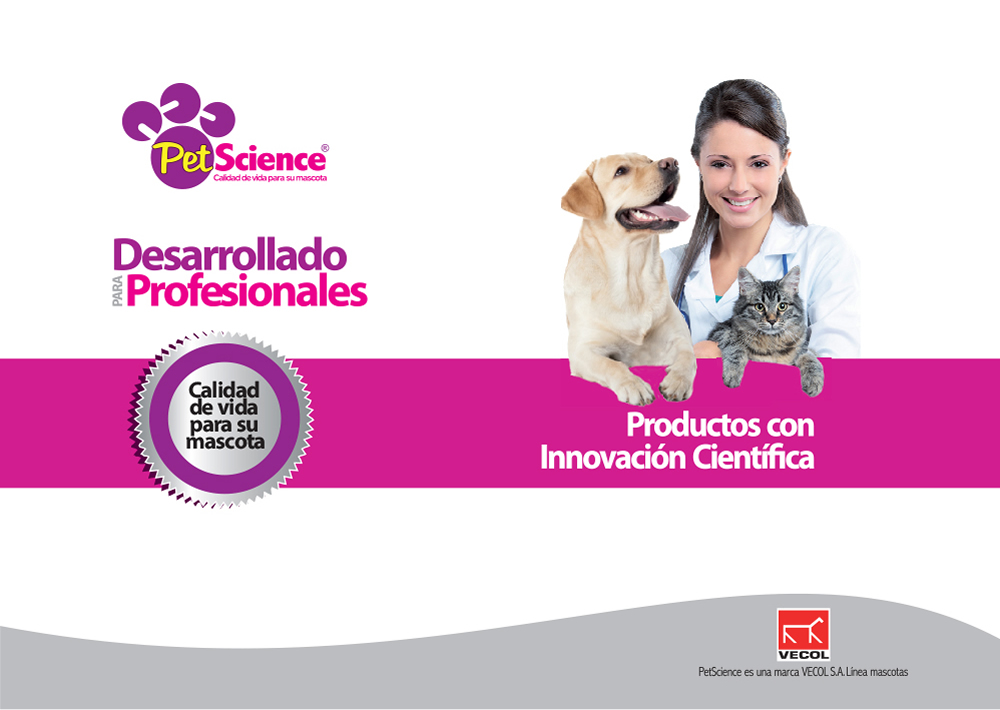 PetScience®
Calidad de vida para su mascota
Desarrollado
PARA
Profesionales
Calidad
de vida
para su
mascota
Productos con
Innovación Científica
VECOL
PetScience es una marca VECOL S.A. Línea mascotas